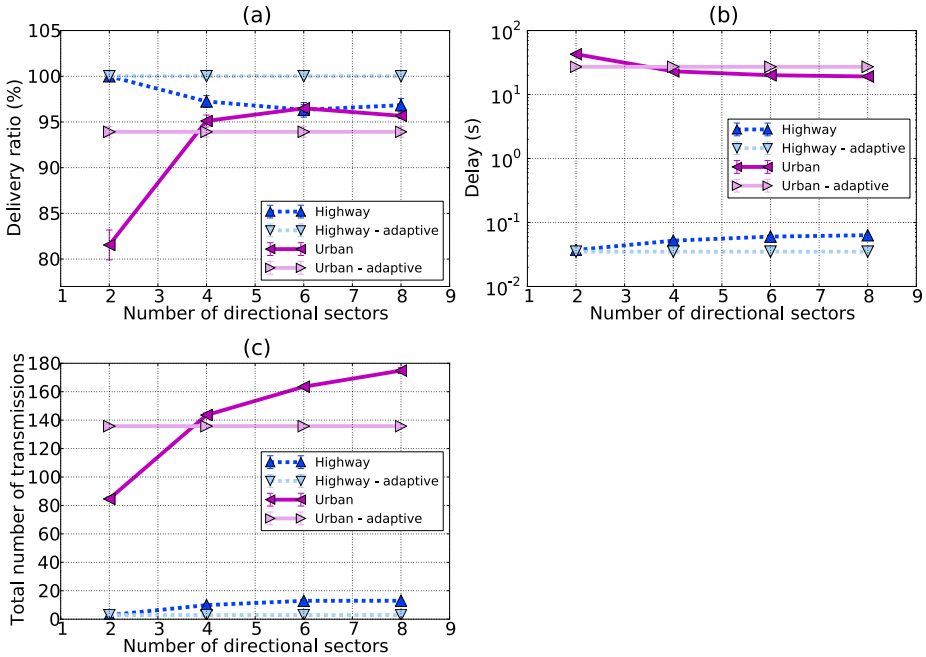 (a)
105
100
95
90
85
80
Delivery ratio (%)
Highway
Highway - adaptive
Urban
Urban - adaptive
1 2 3 4 5 6 7 8 9
Number of directional sectors
(b)
10^2
10^1
10^0
10^-1
10^-2
Delay (s)
Highway
Highway - adaptive
Urban
Urban - adaptive
1 2 3 4 5 6 7 8 9
Number of directional sectors
(c)
180
160
140
120
100
80
60
40
20
0
Total number of transmissions
Highway
Highway - adaptive
Urban
Urban - adaptive
1 2 3 4 5 6 7 8 9
Number of directional sectors